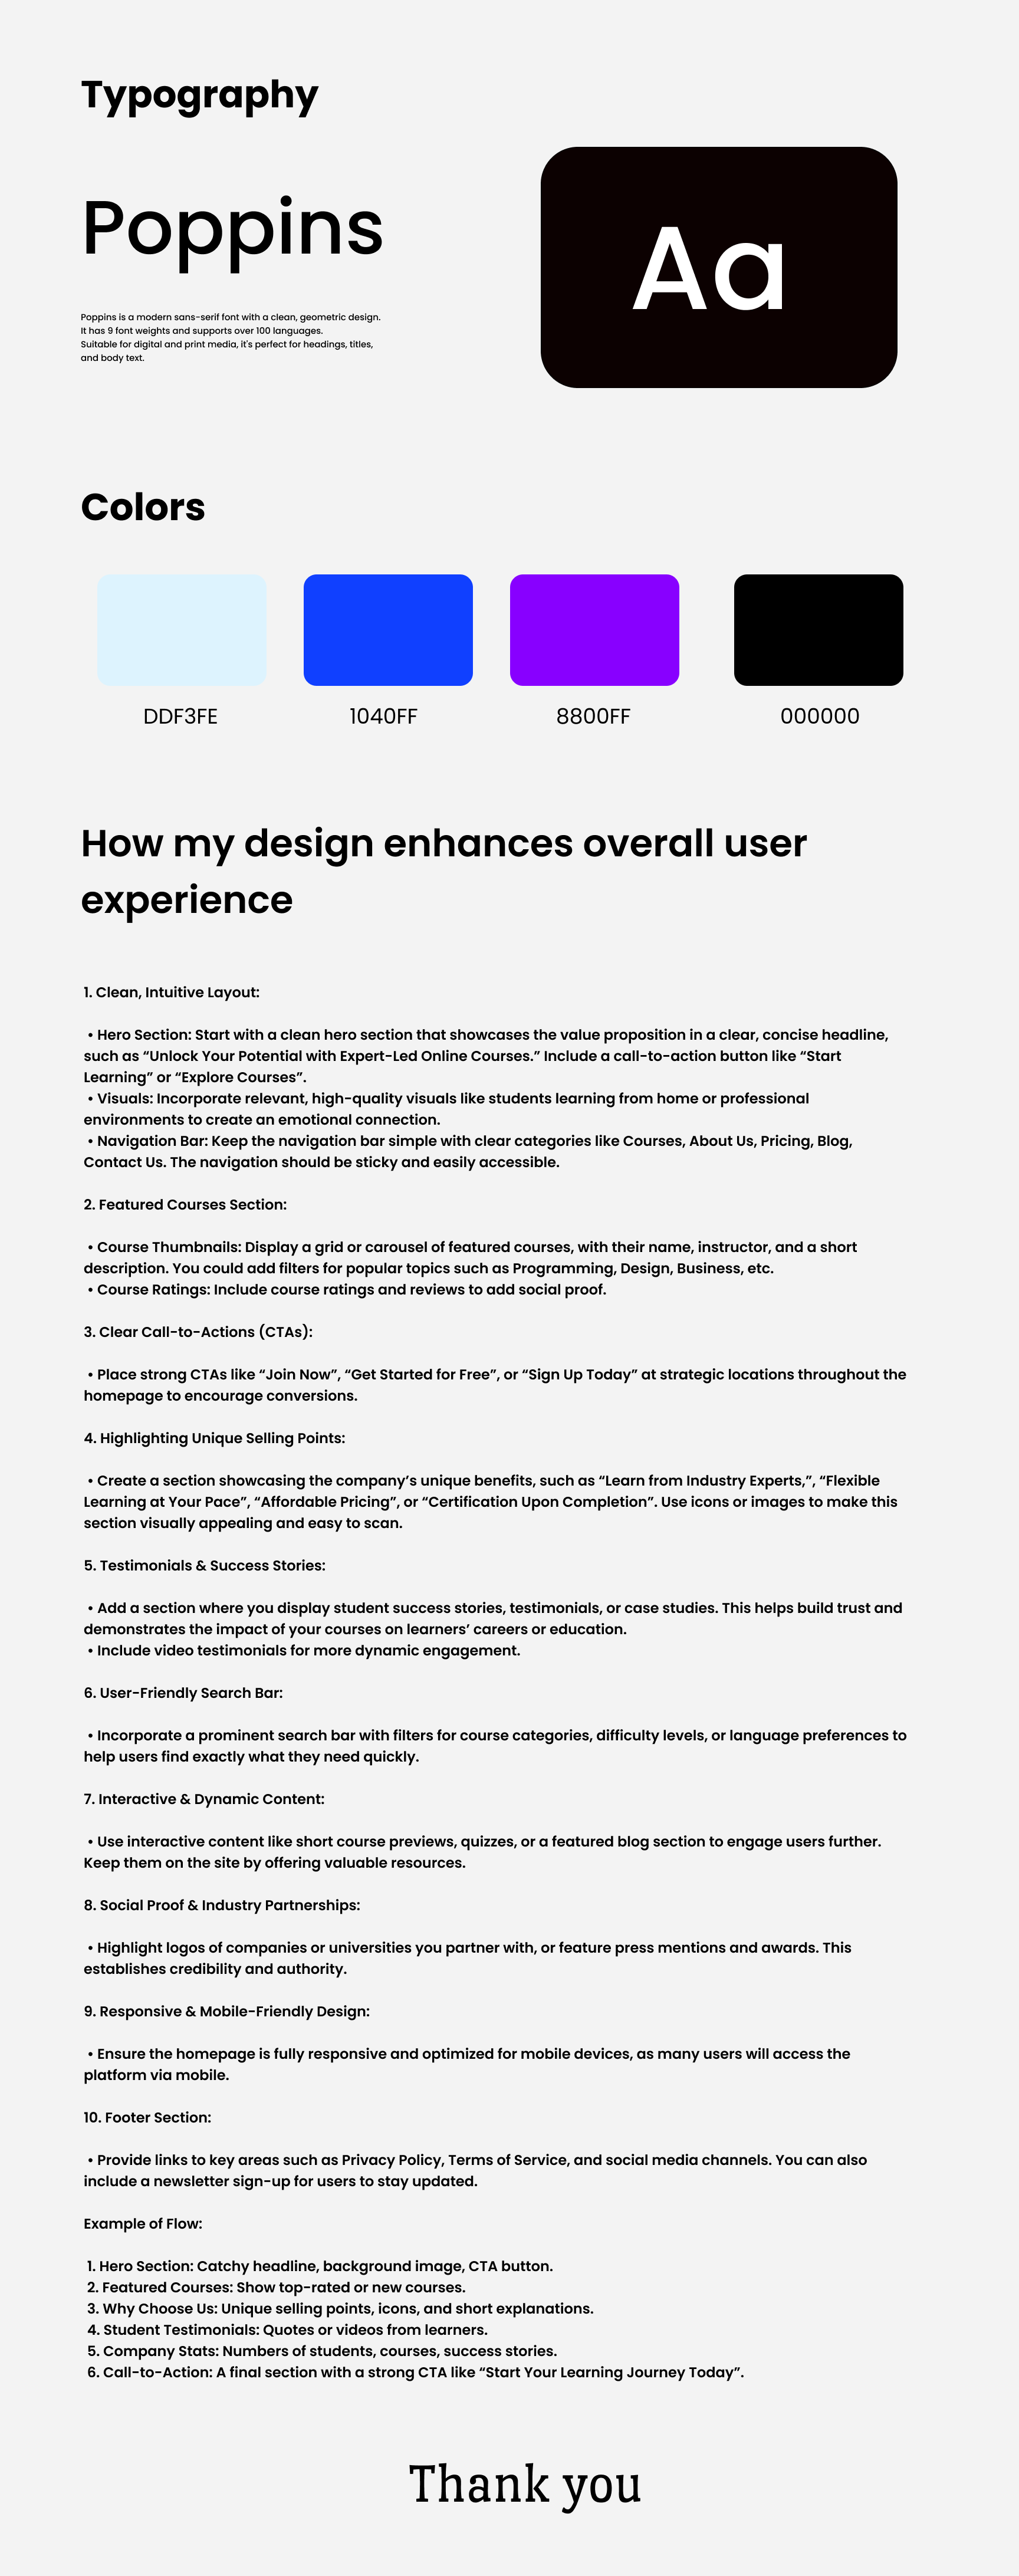 Typography
Poppins
Aa
Poppins is a modern sans-serif font with a clean, geometric design.
It has 9 font weights and supports over 100 languages.
Suitable for digital and print media, it's perfect for headings, titles,
and body text.
Colors
DDF3FE
1040FF
8800FF
000000
How my design enhances overall user
experience
1. Clean, Intuitive Layout:
• Hero Section: Start with a clean hero section that showcases the value proposition in a clear, concise headline,
such as “Unlock Your Potential with Expert-Led Online Courses.” Include a call-to-action button like “Start
Learning” or “Explore Courses”.
• Visuals: Incorporate relevant, high-quality visuals like students learning from home or professional
environments to create an emotional connection.
• Navigation Bar: Keep the navigation bar simple with clear categories like Courses, About Us, Pricing, Blog,
Contact Us. The navigation should be sticky and easily accessible.
2. Featured Courses Section:
• Course Thumbnails: Display a grid or carousel of featured courses, with their name, instructor, and a short
description. You could add filters for popular topics such as Programming, Design, Business, etc.
• Course Ratings: Include course ratings and reviews to add social proof.
3. Clear Call-to-Actions (CTAs):
• Place strong CTAs like “Join Now”, “Get Started for Free”, or “Sign Up Today” at strategic locations throughout the
homepage to encourage conversions.
4. Highlighting Unique Selling Points:
• Create a section showcasing the company’s unique benefits, such as “Learn from Industry Experts,”, “Flexible
Learning at Your Pace”, “Affordable Pricing”, or “Certification Upon Completion”. Use icons or images to make this
section visually appealing and easy to scan.
5. Testimonials & Success Stories:
• Add a section where you display student success stories, testimonials, or case studies. This helps build trust and
demonstrates the impact of your courses on learners’ careers or education.
• Include video testimonials for more dynamic engagement.
6. User-Friendly Search Bar:
• Incorporate a prominent search bar with filters for course categories, difficulty levels, or language preferences to
help users find exactly what they need quickly.
7. Interactive & Dynamic Content:
• Use interactive content like short course previews, quizzes, or a featured blog section to engage users further.
Keep them on the site by offering valuable resources.
8. Social Proof & Industry Partnerships:
• Highlight logos of companies or universities you partner with, or feature press mentions and awards. This
establishes credibility and authority.
9. Responsive & Mobile-Friendly Design:
• Ensure the homepage is fully responsive and optimized for mobile devices, as many users will access the
platform via mobile.
10. Footer Section:
• Provide links to key areas such as Privacy Policy, Terms of Service, and social media channels. You can also
include a newsletter sign-up for users to stay updated.
Example of Flow:
1. Hero Section: Catchy headline, background image, CTA button.
2. Featured Courses: Show top-rated or new courses.
3. Why Choose Us: Unique selling points, icons, and short explanations.
4. Student Testimonials: Quotes or videos from learners.
5. Company Stats: Numbers of students, courses, success stories.
6. Call-to-Action: A final section with a strong CTA like “Start Your Learning Journey Today”.
Thank you